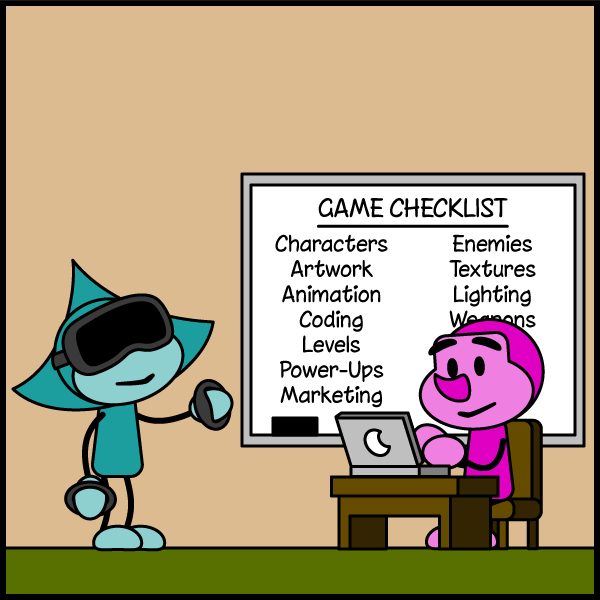 GAME CHECKLIST
Characters
Artwork
Animation
Coding
Levels
Power-Ups
Marketing
Enemies
Textures
Lighting
Weapons